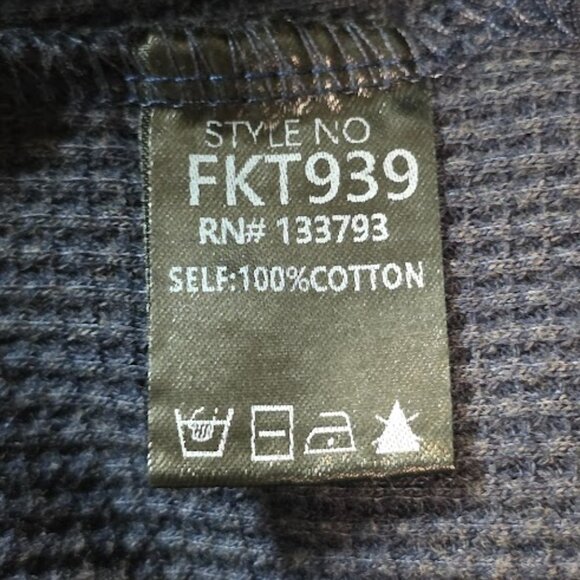 STYLE NO
FKT939
RN# 133793
SELF:100%COTTON